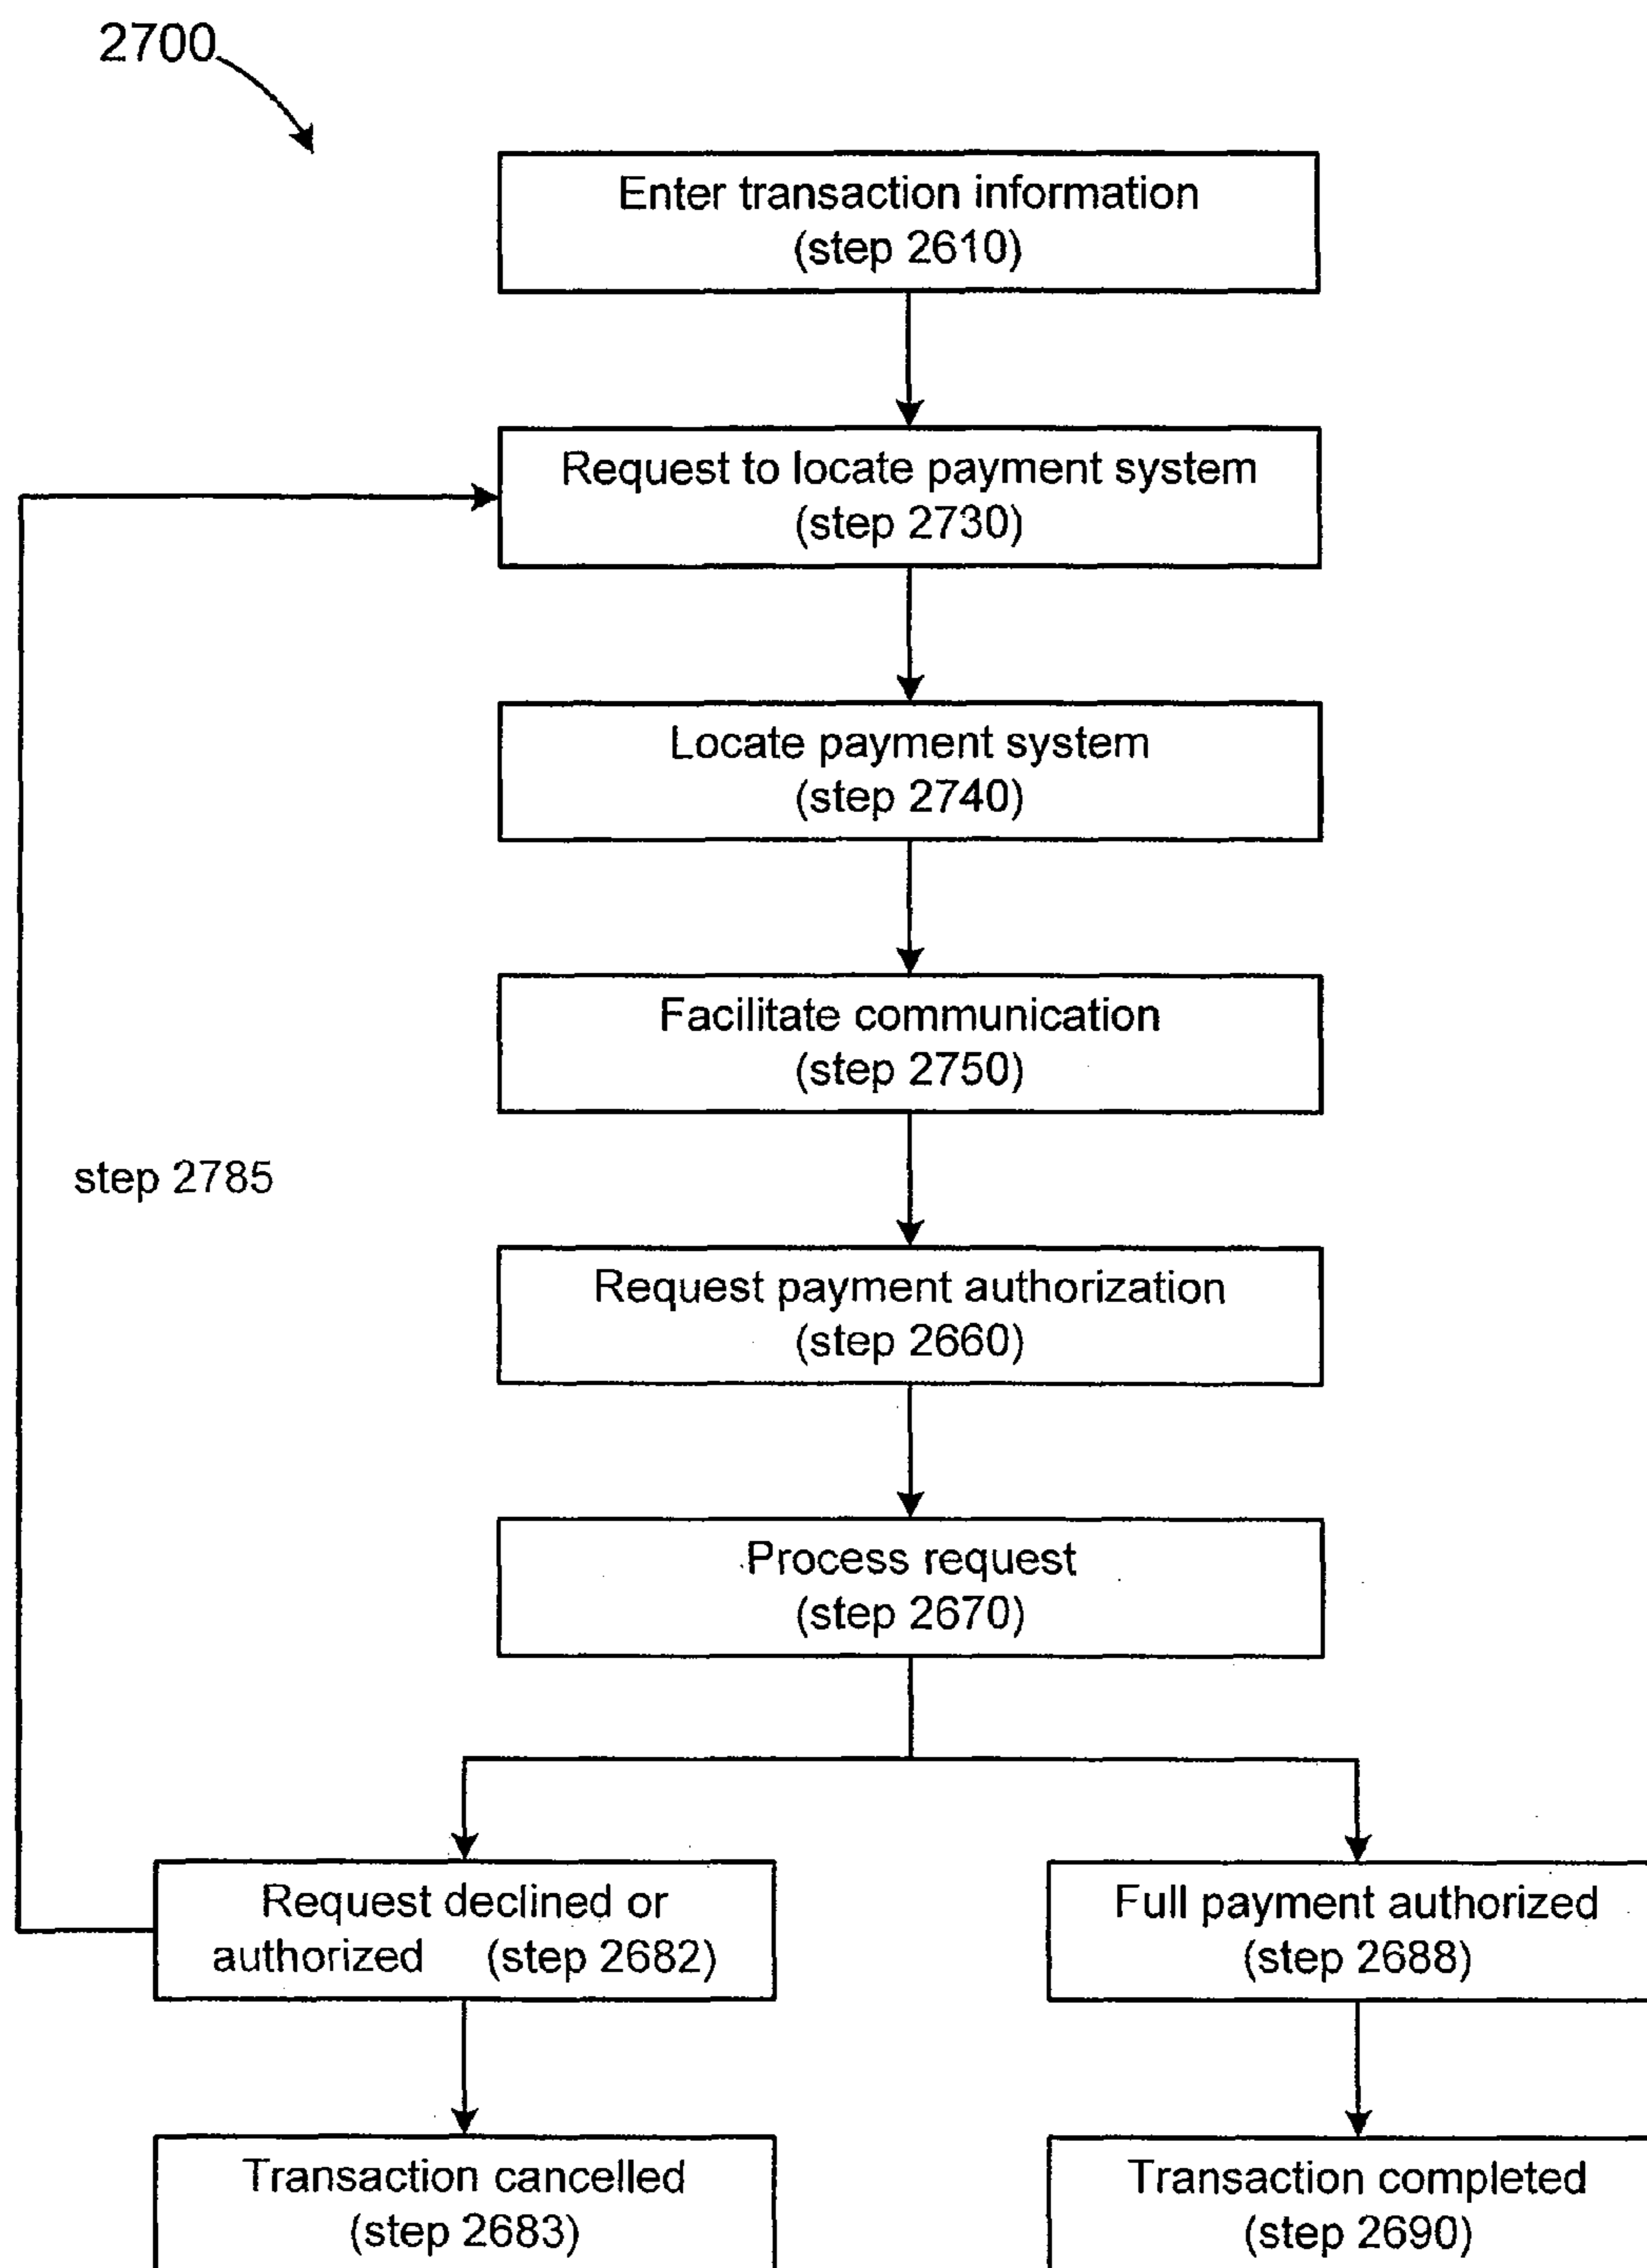 2700
Enter transaction information
(step 2610)
Request to locate payment system
(step 2730)
Locate payment system
(step 2740)
Facilitate communication
(step 2750)
step 2785
Request payment authorization
(step 2660)
Process request
(step 2670)
Request declined or
authorized (step 2682)
Full payment authorized
(step 2688)
Transaction cancelled
(step 2683)
Transaction completed
(step 2690)